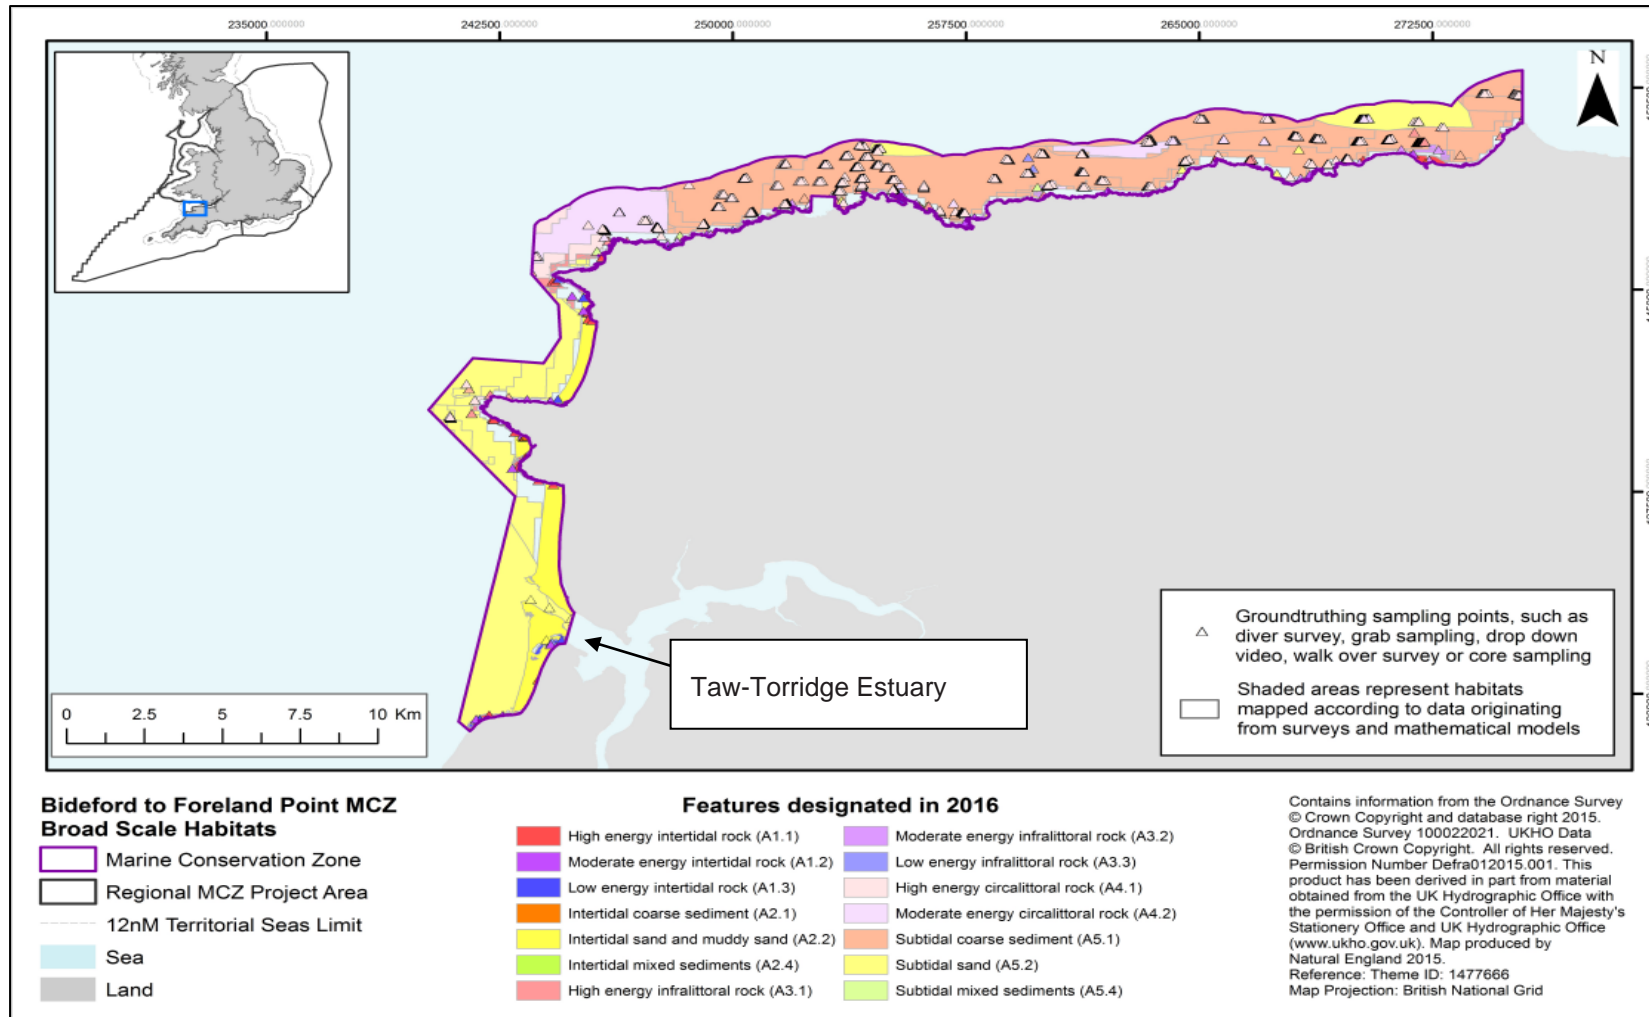 235000.000000 242500.000000 250000.000000 257500.000000 265000.000000 272500.000000
N
Taw-Torridge Estuary
0 2.5 5 7.5 10 Km
Groundtruthing sampling points, such as
diver survey, grab sampling, drop down
video, walk over survey or core sampling
Shaded areas represent habitats
mapped according to data originating
from surveys and mathematical models
Bideford to Foreland Point MCZ
Broad Scale Habitats
Marine Conservation Zone
Regional MCZ Project Area
12nM Territorial Seas Limit
Sea
Land
Features designated in 2016
High energy intertidal rock (A1.1)
Moderate energy intertidal rock (A1.2)
Low energy intertidal rock (A1.3)
Intertidal coarse sediment (A2.1)
Intertidal sand and muddy sand (A2.2)
Intertidal mixed sediments (A2.4)
High energy infralittoral rock (A3.1)
Moderate energy infralittoral rock (A3.2)
Low energy infralittoral rock (A3.3)
High energy circalittoral rock (A4.1)
Moderate energy circalittoral rock (A4.2)
Subtidal coarse sediment (A5.1)
Subtidal sand (A5.2)
Subtidal mixed sediments (A5.4)
Contains information from the Ordnance Survey
© Crown Copyright and database right 2015.
Ordnance Survey 100022021. UKHO Data
© British Crown Copyright. All rights reserved.
Permission Number Defra012015.001. This
product has been derived in part from material
obtained from the UK Hydrographic Office with
the permission of the Controller of Her Majesty's
Stationery Office and UK Hydrographic Office
(www.ukho.gov.uk). Map produced by
Natural England 2015.
Reference: Theme ID: 1477666
Map Projection: British National Grid